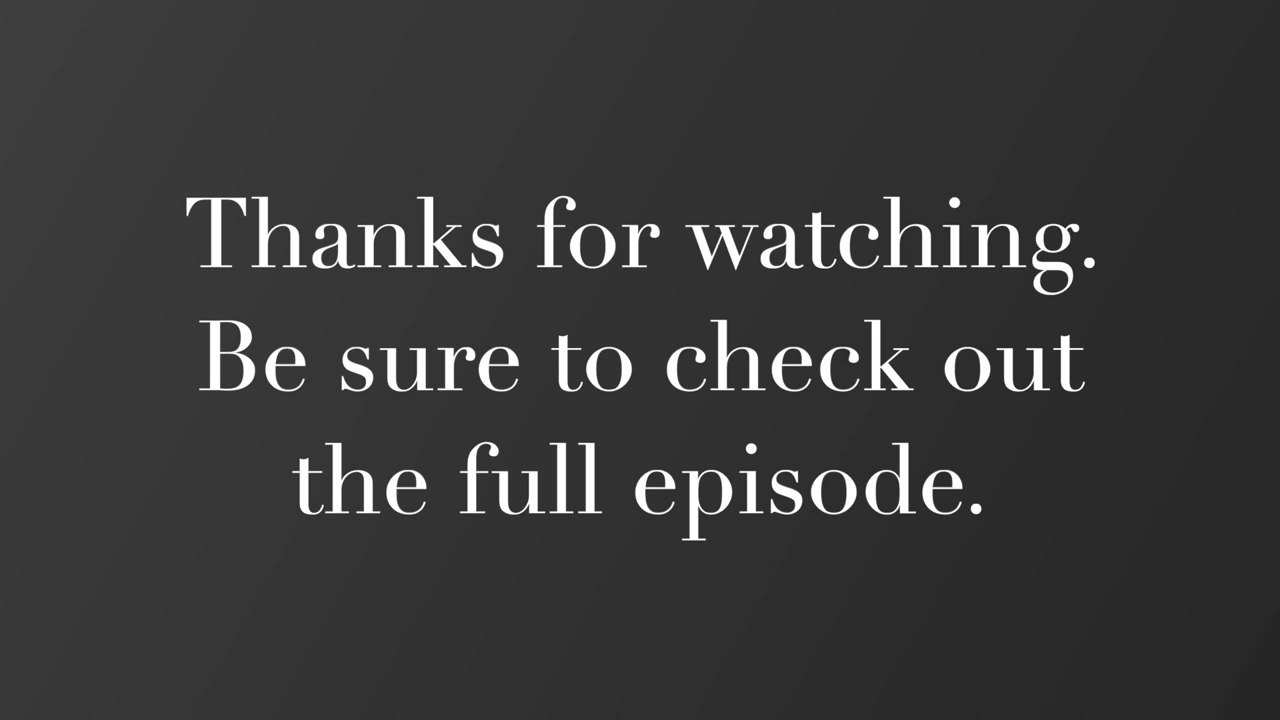 Thanks for watching.
Be sure to check out
the full episode.